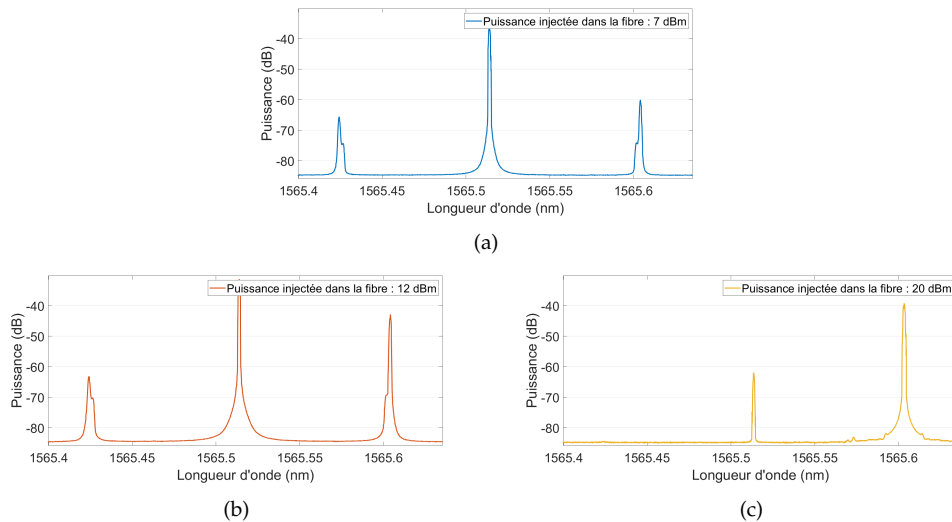 Puissance injectée dans la fibre : 7 dBm
-40
-50
-60
-70
-80
Puissance (dB)
1565.4 1565.45 1565.5 1565.55 1565.6
Longueur d'onde (nm)
(a)
Puissance injectée dans la fibre : 12 dBm
-40
-50
-60
-70
-80
Puissance (dB)
1565.4 1565.45 1565.5 1565.55 1565.6
Longueur d'onde (nm)
(b)
Puissance injectée dans la fibre : 20 dBm
-40
-50
-60
-70
-80
Puissance (dB)
1565.4 1565.45 1565.5 1565.55 1565.6
Longueur d'onde (nm)
(c)